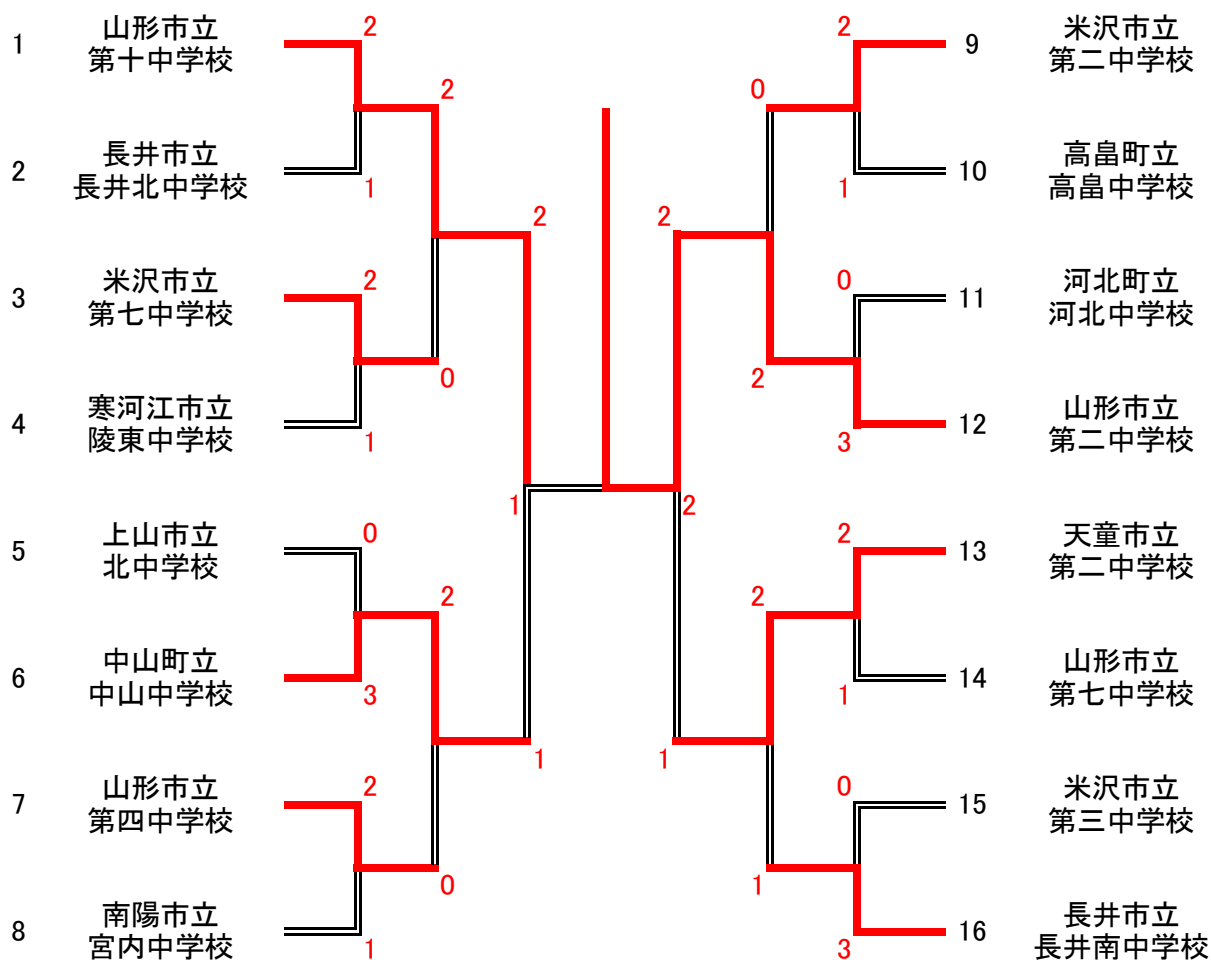 1
山形市立
第十中学校
2
長井市立
長井北中学校
3
米沢市立
第七中学校
4
寒河江市立
陵東中学校
5
上山市立
北中学校
6
中山町立
中山中学校
7
山形市立
第四中学校
8
南陽市立
宮内中学校
2
1
2
1
0
3
2
1
2
0
2
0
2
1
1
2
2
1
0
2
2
1
2
1
0
3
2
1
0
3
9
米沢市立
第二中学校
10
高畠町立
高畠中学校
11
河北町立
河北中学校
12
山形市立
第二中学校
13
天童市立
第二中学校
14
山形市立
第七中学校
15
米沢市立
第三中学校
16
長井市立
長井南中学校